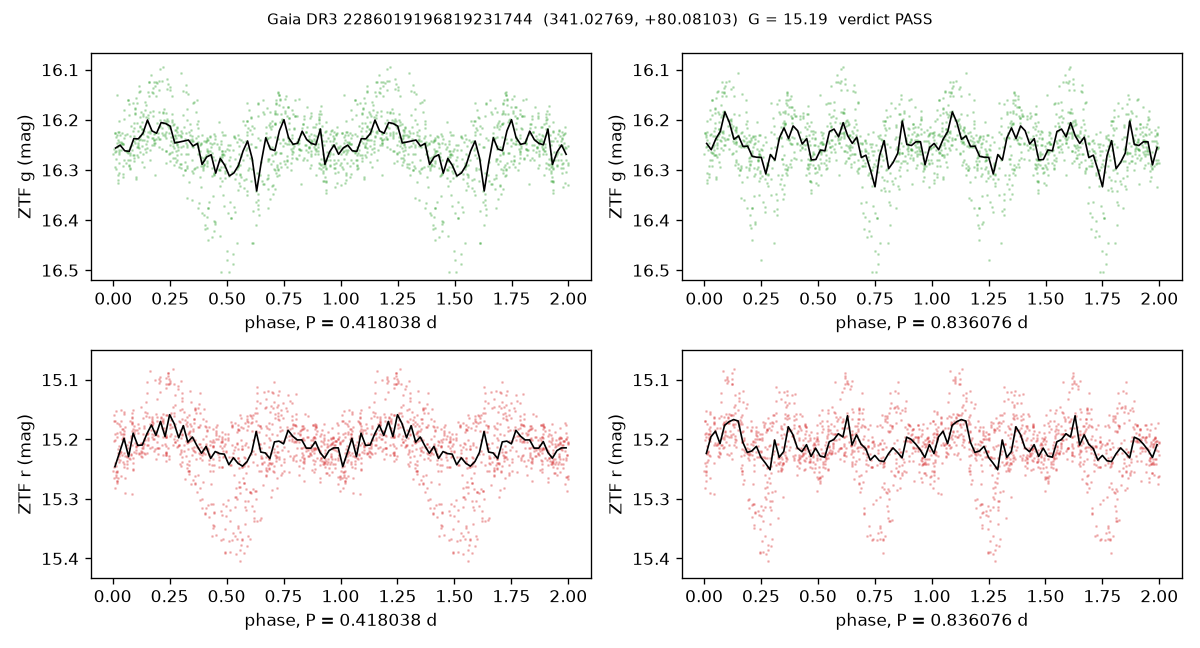 Gaia DR3 2286019196819231744 (341.02769, +80.08103) G = 15.19 verdict PASS
16.1
16.2
16.3
16.4
16.5
ZTF g (mag)
0.00 0.25 0.50 0.75 1.00 1.25 1.50 1.75 2.00
phase, P = 0.418038 d
16.1
16.2
16.3
16.4
16.5
ZTF g (mag)
0.00 0.25 0.50 0.75 1.00 1.25 1.50 1.75 2.00
phase, P = 0.836076 d
15.1
15.2
15.3
15.4
ZTF r (mag)
0.00 0.25 0.50 0.75 1.00 1.25 1.50 1.75 2.00
phase, P = 0.418038 d
15.1
15.2
15.3
15.4
ZTF r (mag)
0.00 0.25 0.50 0.75 1.00 1.25 1.50 1.75 2.00
phase, P = 0.836076 d